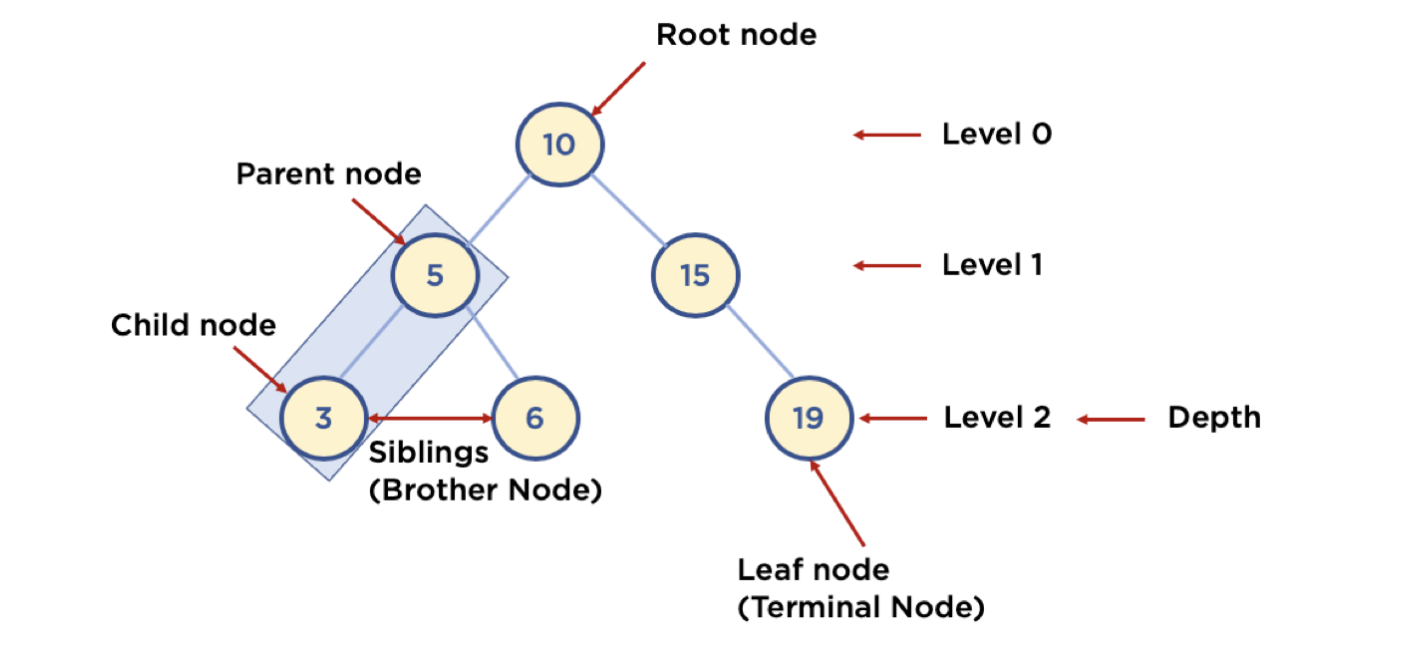 Root node
10
Level 0
Parent node
5
15
Level 1
Child node
3
6
19
Level 2
Depth
Siblings
(Brother Node)
Leaf node
(Terminal Node)